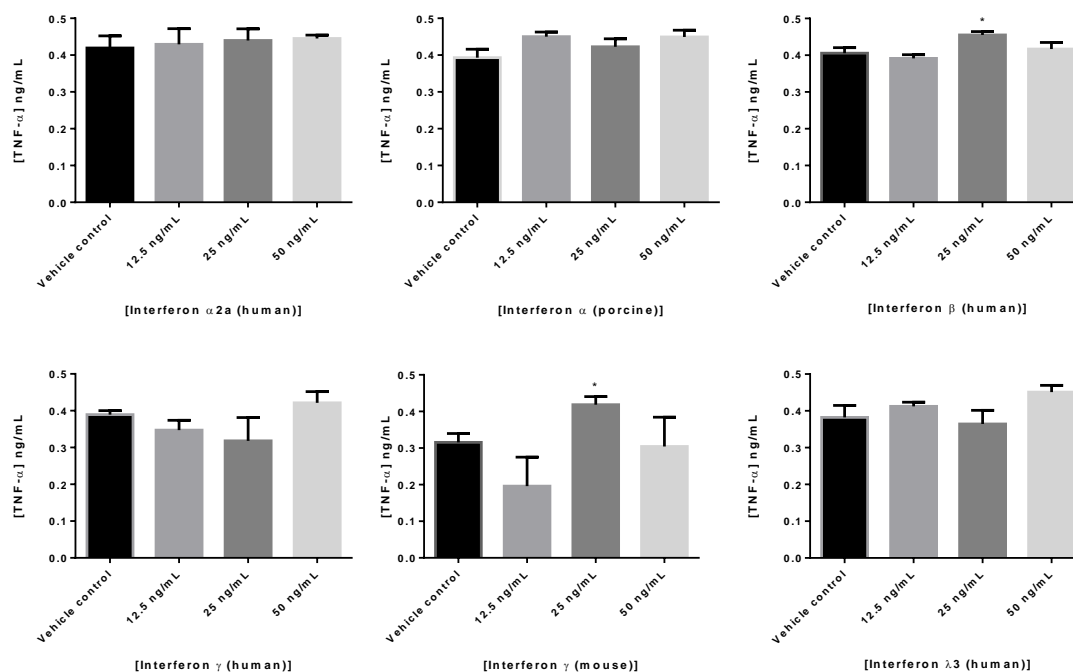 [TNF-α] ng/mL
0.5
0.4
0.3
0.2
0.1
0.0
Vehicle control
12.5 ng/mL
25 ng/mL
50 ng/mL
[Interferon α2a (human)]
[TNF-α] ng/mL
0.5
0.4
0.3
0.2
0.1
0.0
Vehicle control
12.5 ng/mL
25 ng/mL
50 ng/mL
[Interferon α (porcine)]
[TNF-α] ng/mL
0.5
0.4
0.3
0.2
0.1
0.0
*
Vehicle control
12.5 ng/mL
25 ng/mL
50 ng/mL
[Interferon β (human)]
[TNF-α] ng/mL
0.5
0.4
0.3
0.2
0.1
0.0
Vehicle control
12.5 ng/mL
25 ng/mL
50 ng/mL
[Interferon γ (human)]
[TNF-α] ng/mL
0.5
0.4
0.3
0.2
0.1
0.0
*
Vehicle control
12.5 ng/mL
25 ng/mL
50 ng/mL
[Interferon γ (mouse)]
[TNF-α] ng/mL
0.5
0.4
0.3
0.2
0.1
0.0
Vehicle control
12.5 ng/mL
25 ng/mL
50 ng/mL
[Interferon λ3 (human)]